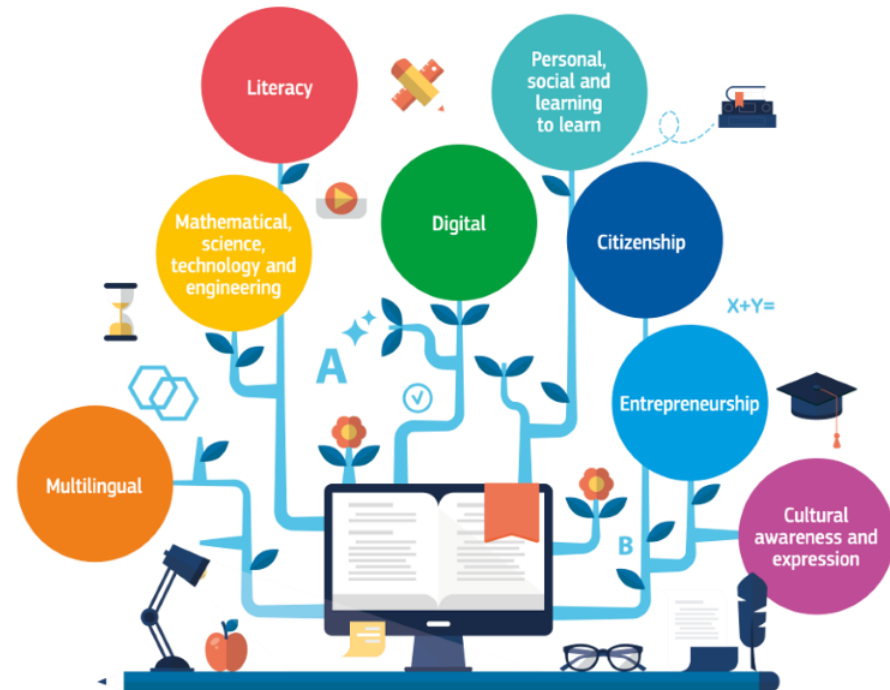 Literacy
Personal,
social and
learning
to learn
Mathematical,
science,
technology and
engineering
Digital
Citizenship
X+Y=
A
Entrepreneurship
Multilingual
B
Cultural
awareness and
expression